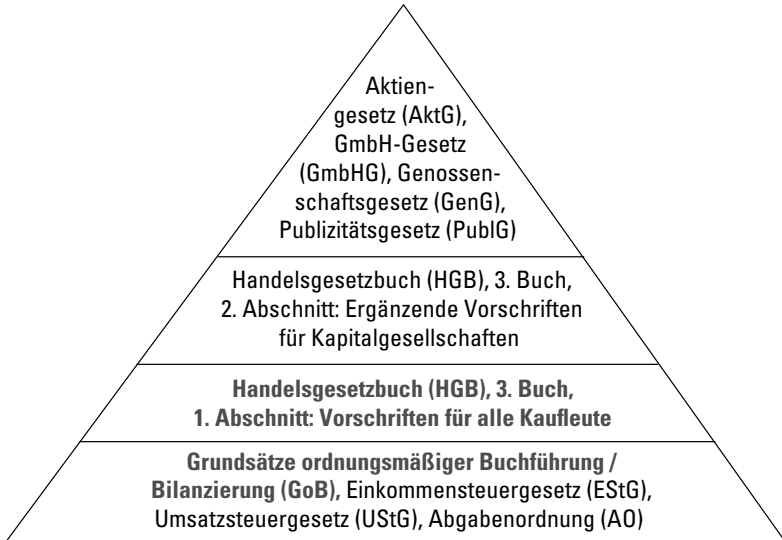 Aktien-
gesetz (AktG),
GmbH-Gesetz
(GmbHG), Genossen-
schaftsgesetz (GenG),
Publizitätsgesetz (PublG)
Handelsgesetzbuch (HGB), 3. Buch,
2. Abschnitt: Ergänzende Vorschriften
für Kapitalgesellschaften
Handelsgesetzbuch (HGB), 3. Buch,
1. Abschnitt: Vorschriften für alle Kaufleute
Grundsätze ordnungsmäßiger Buchführung /
Bilanzierung (GoB), Einkommensteuergesetz (EStG),
Umsatzsteuergesetz (UStG), Abgabenordnung (AO)